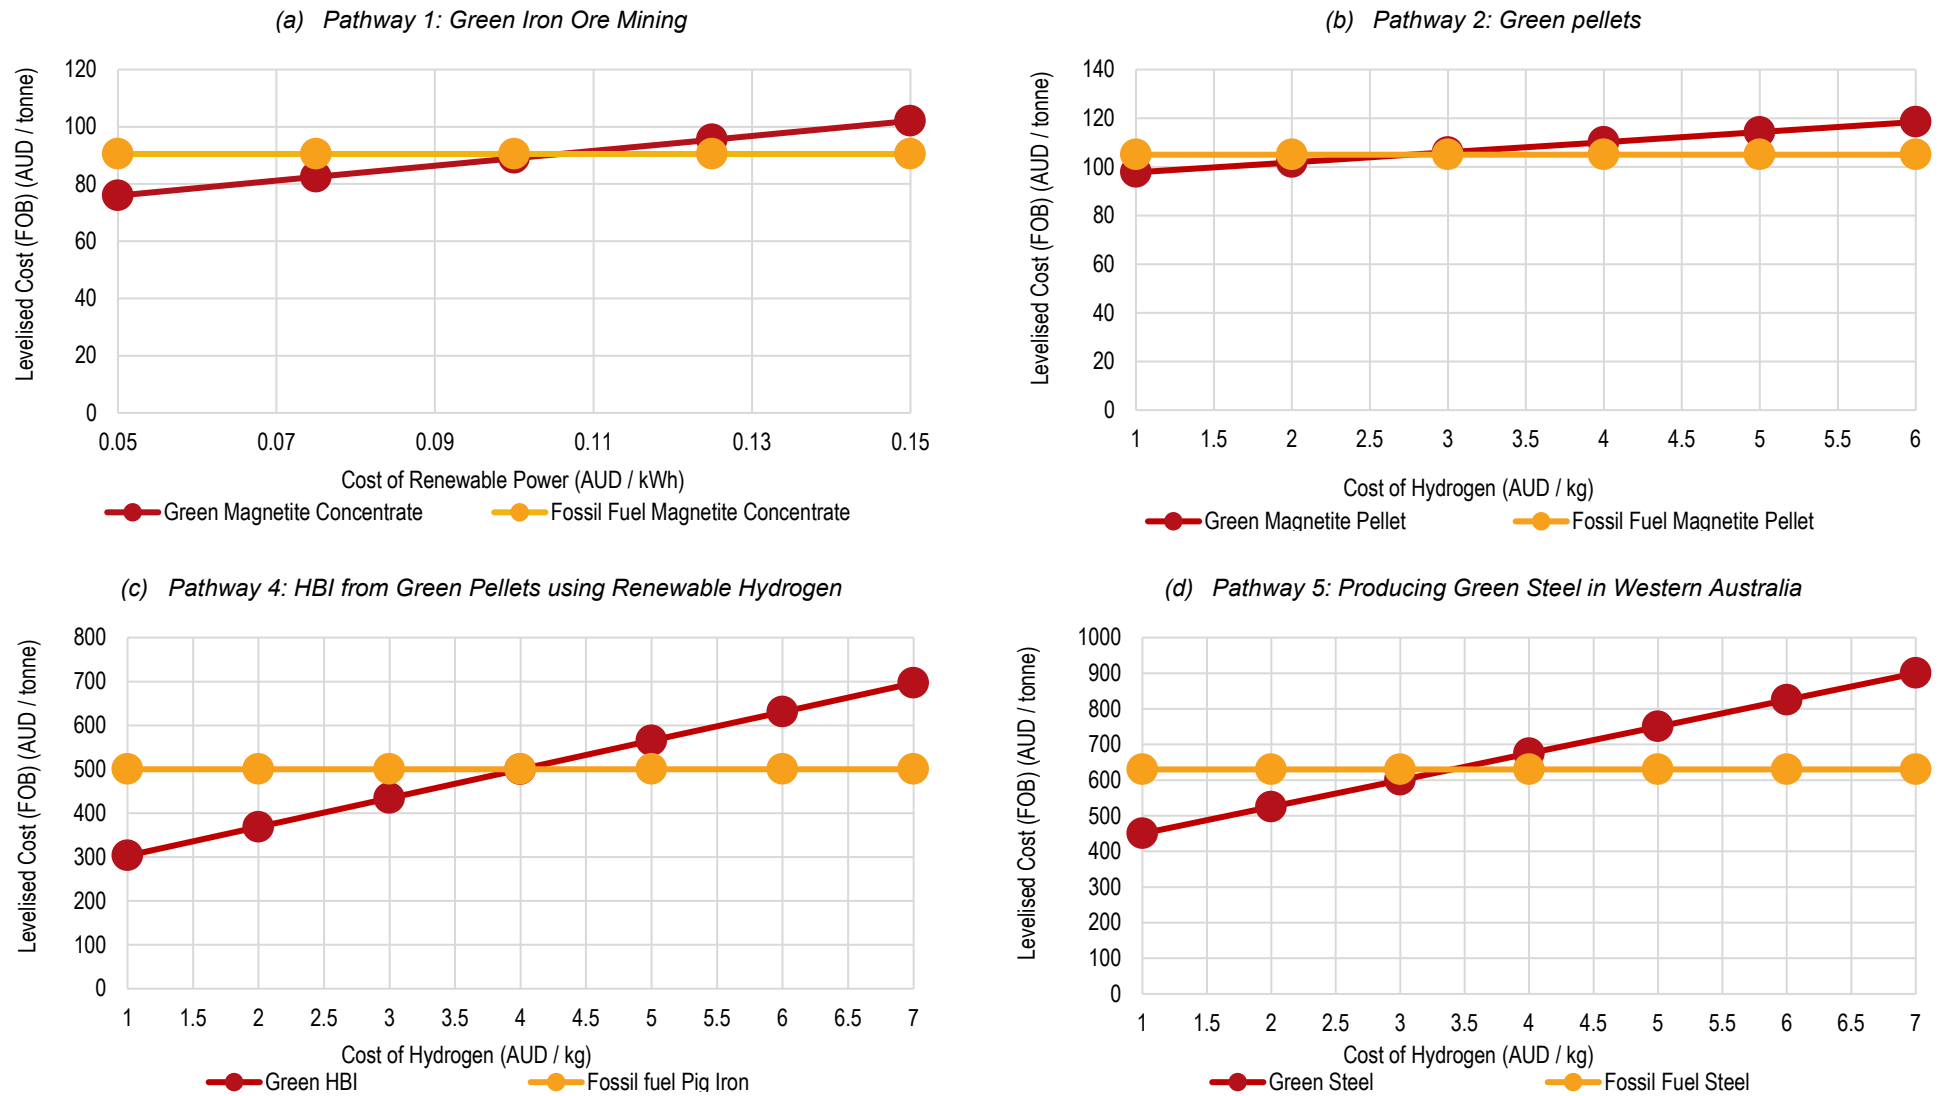 (a) Pathway 1: Green Iron Ore Mining
Levelised Cost (FOB) (AUD / tonne)
120
100
80
60
40
20
0
0.05 0.07 0.09 0.11 0.13 0.15
Cost of Renewable Power (AUD / kWh)
Green Magnetite Concentrate Fossil Fuel Magnetite Concentrate
(b) Pathway 2: Green pellets
Levelised Cost (FOB) (AUD / tonne)
140
120
100
80
60
40
20
0
1 1.5 2 2.5 3 3.5 4 4.5 5 5.5 6
Cost of Hydrogen (AUD / kg)
Green Magnetite Pellet Fossil Fuel Magnetite Pellet
(c) Pathway 4: HBI from Green Pellets using Renewable Hydrogen
Levelised Cost (FOB) (AUD / tonne)
800
700
600
500
400
300
200
100
0
1 1.5 2 2.5 3 3.5 4 4.5 5 5.5 6 6.5 7
Cost of Hydrogen (AUD / kg)
Green HBI Fossil fuel Pig Iron
(d) Pathway 5: Producing Green Steel in Western Australia
Levelised Cost (FOB) (AUD / tonne)
1000
900
800
700
600
500
400
300
200
100
0
1 1.5 2 2.5 3 3.5 4 4.5 5 5.5 6 6.5 7
Cost of Hydrogen (AUD / kg)
Green Steel Fossil Fuel Steel